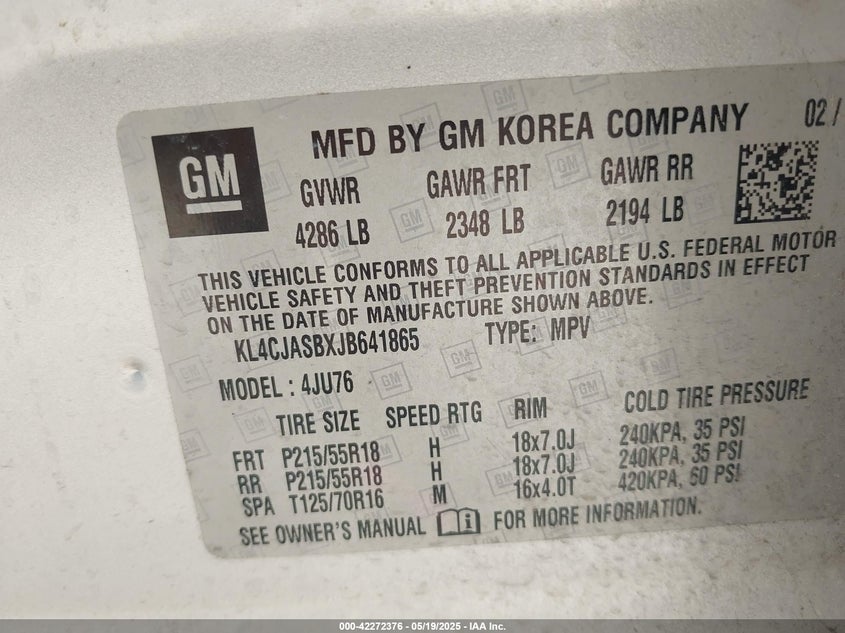 GM
MFD BY GM KOREA COMPANY 02/
GVWR GAWR FRT GAWR RR
4286 LB 2348 LB 2194 LB
THIS VEHICLE CONFORMS TO ALL APPLICABLE U.S. FEDERAL MOTOR
VEHICLE SAFETY AND THEFT PREVENTION STANDARDS IN EFFECT
ON THE DATE OF MANUFACTURE SHOWN ABOVE.
KL4CJASBXJB641865 TYPE: MPV
MODEL : 4JU76
TIRE SIZE SPEED RTG RIM COLD TIRE PRESSURE
FRT P215/55R18 H 18x7.0J 240KPA, 35 PSI
RR P215/55R18 H 18x7.0J 240KPA, 35 PSI
SPA T125/70R16 M 16x4.0T 420KPA, 60 PSI
SEE OWNER'S MANUAL FOR MORE INFORMATION.
000-42272376 - 05/19/2025 - IAA Inc.